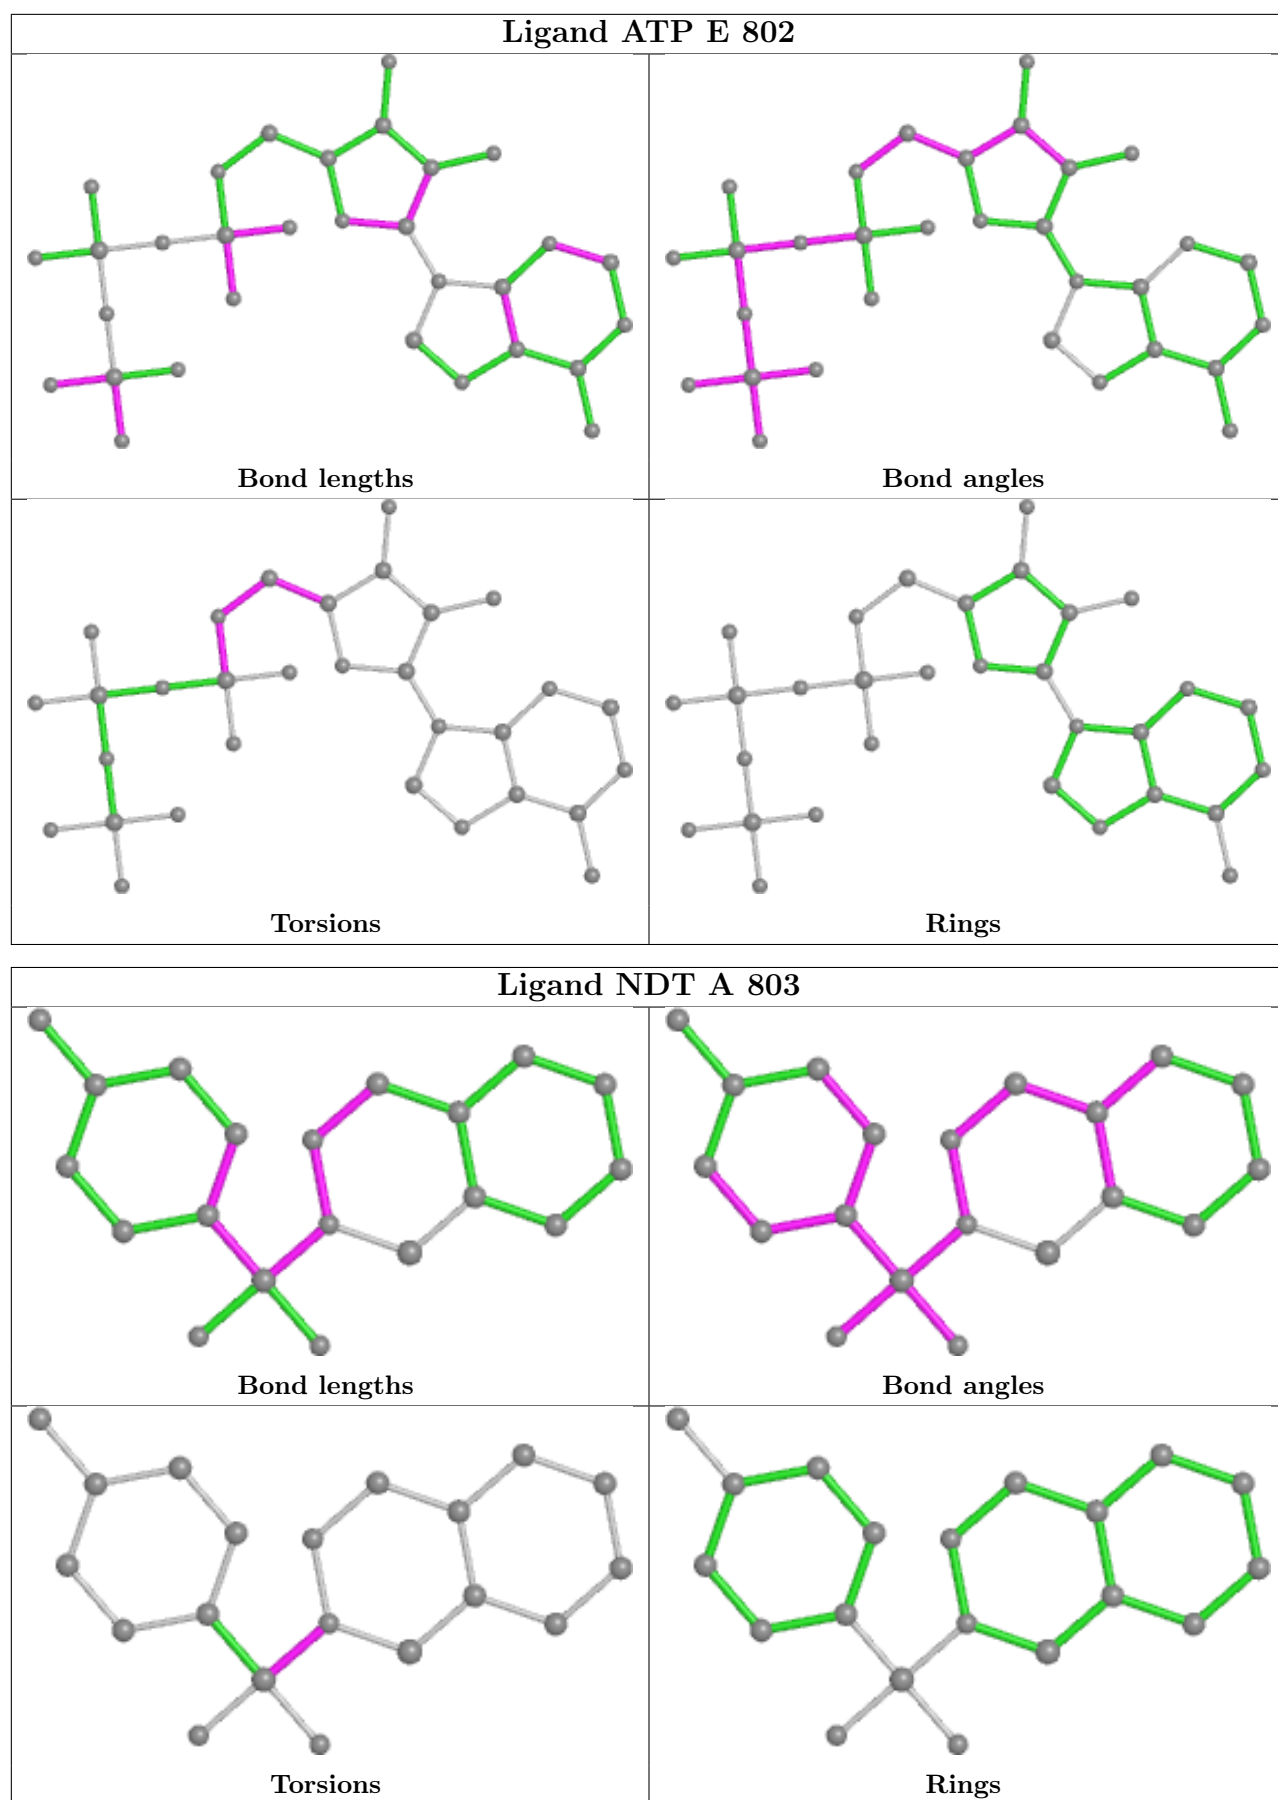 Ligand ATP E 802
Bond lengths
Bond angles
Torsions
Rings
Ligand NDT A 803
Bond lengths
Bond angles
Torsions
Rings